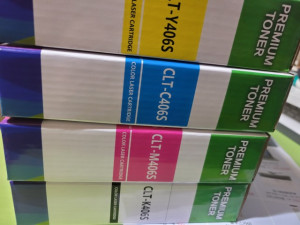 LASER CARTRIDGE
CLT-Y406S
PREMIUM
TONER
COLOR LASER CARTRIDGE
CLT-C406S
PREMIUM
TONER
COLOR LASER CARTRIDGE
CLT-M406S
PREMIUM
TONER
CLT-K406S
PREMIUM
TONER